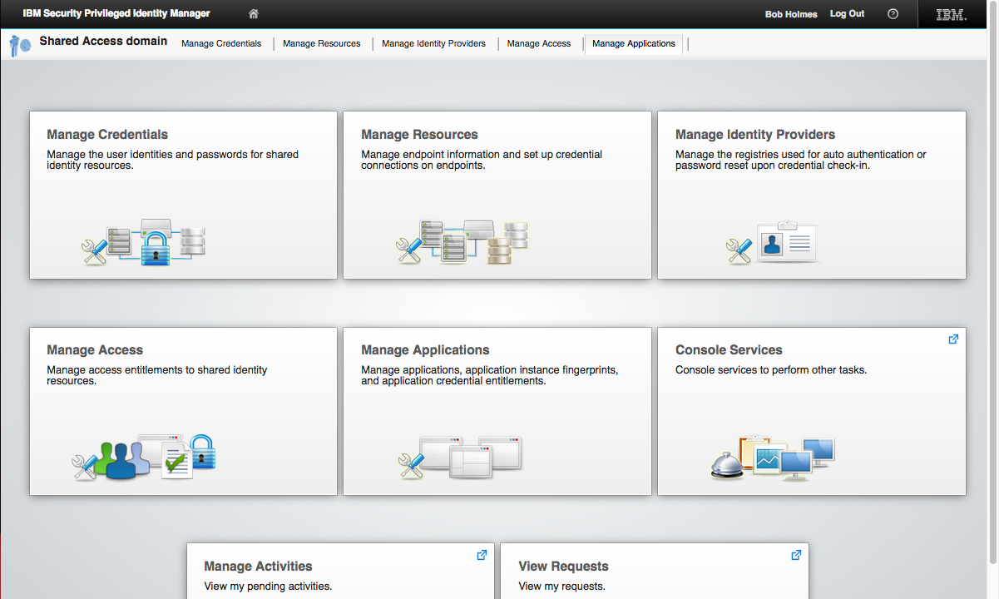 IBM Security Privileged Identity Manager
Bob Holmes
Log Out
?
IBM.
Shared Access domain
Manage Credentials
Manage Resources
Manage Identity Providers
Manage Access
Manage Applications
Manage Credentials
Manage the user identities and passwords for shared
identity resources.
Manage Resources
Manage endpoint information and set up credential
connections on endpoints.
Manage Identity Providers
Manage the registries used for auto authentication or
password reset upon credential check-in.
Manage Access
Manage access entitlements to shared identity
resources.
Manage Applications
Manage applications, application instance fingerprints,
and application credential entitlements.
Console Services
Console services to perform other tasks.
Manage Activities
View my pending activities.
View Requests
View my requests.